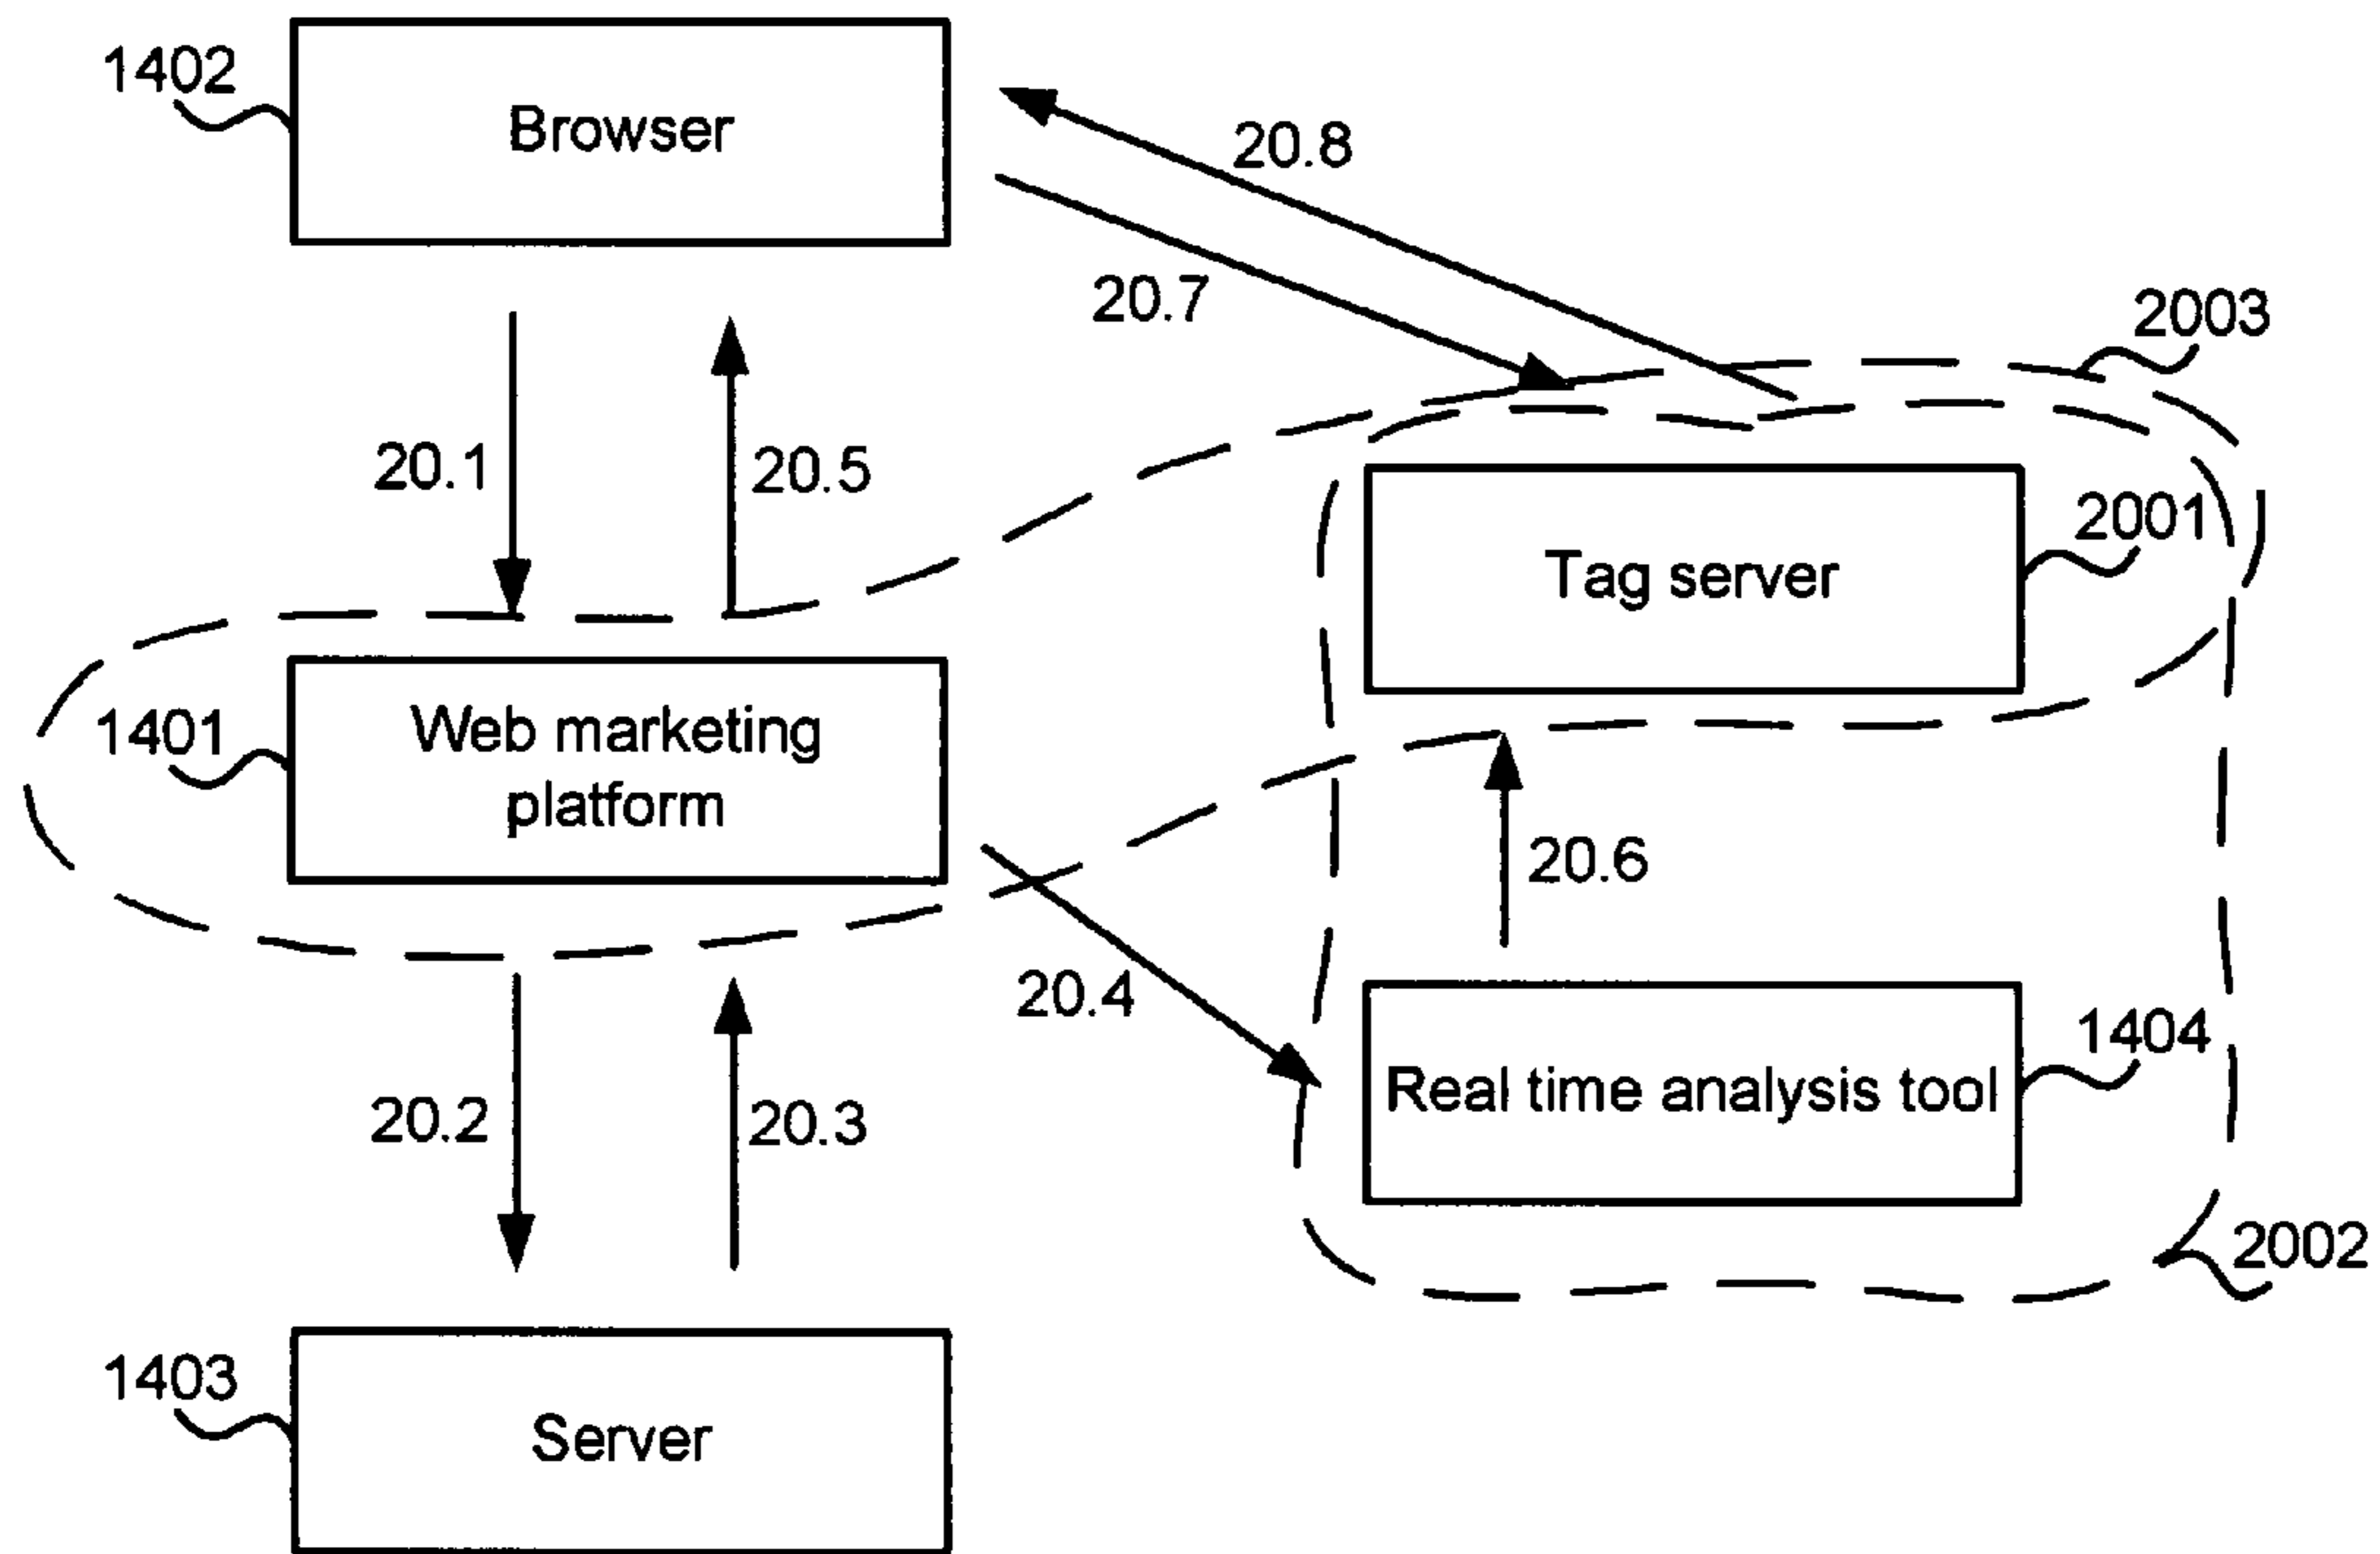 1402
Browser
20.8
20.7
2003
20.1
20.5
2001
Tag server
1401
Web marketing
platform
20.6
20.4
1404
Real time analysis tool
20.2
20.3
2002
1403
Server